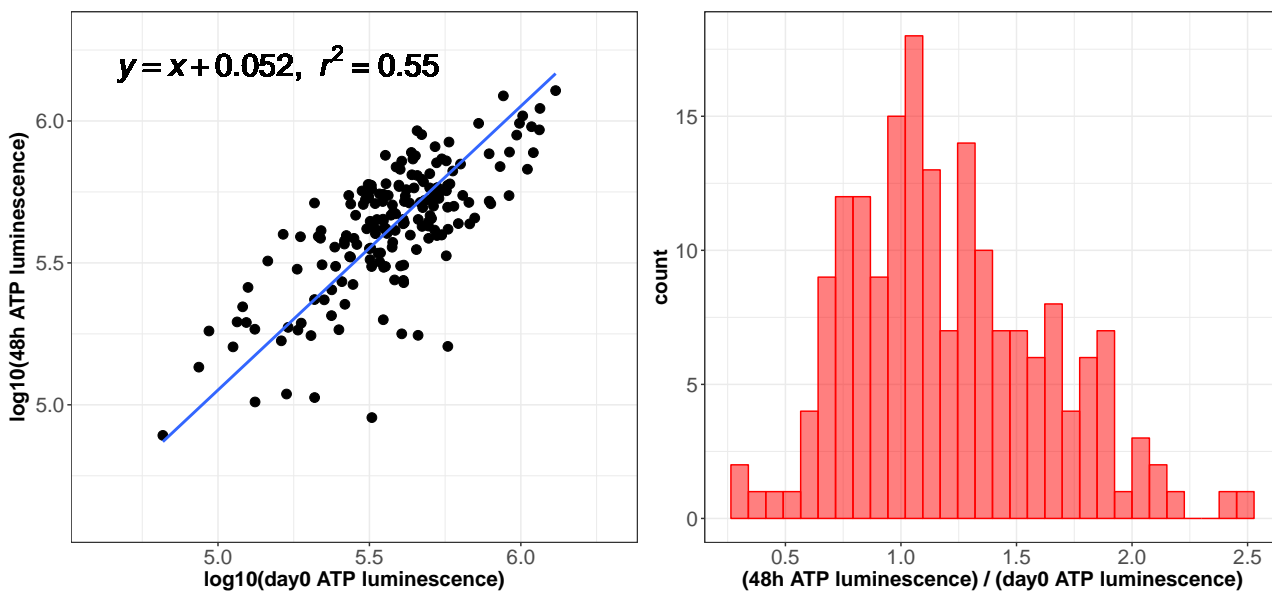 y = x + 0.052, r² = 0.55
6.0
5.5
5.0
5.0 5.5 6.0
log10(48h ATP luminescence)
log10(day0 ATP luminescence)
15
10
5
0
0.5 1.0 1.5 2.0 2.5
count
(48h ATP luminescence) / (day0 ATP luminescence)